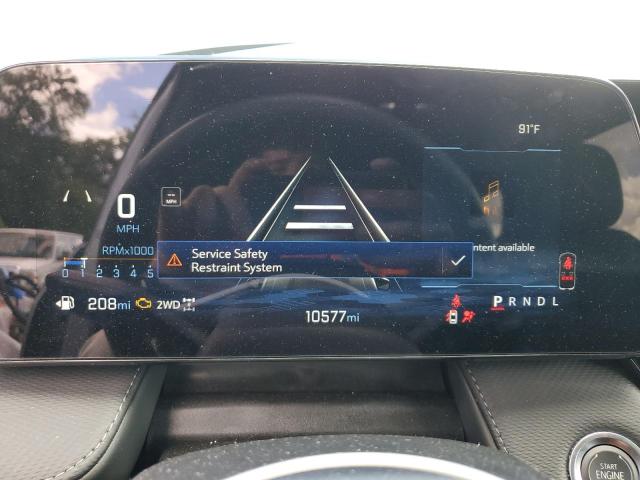 91°F
--
MPH
0
MPH
RPMx1000
0 1 2 3 4 5
Service Safety
Restraint System
ntent available
208mi
2WD
10577mi
P R N D L
START
ENGINE